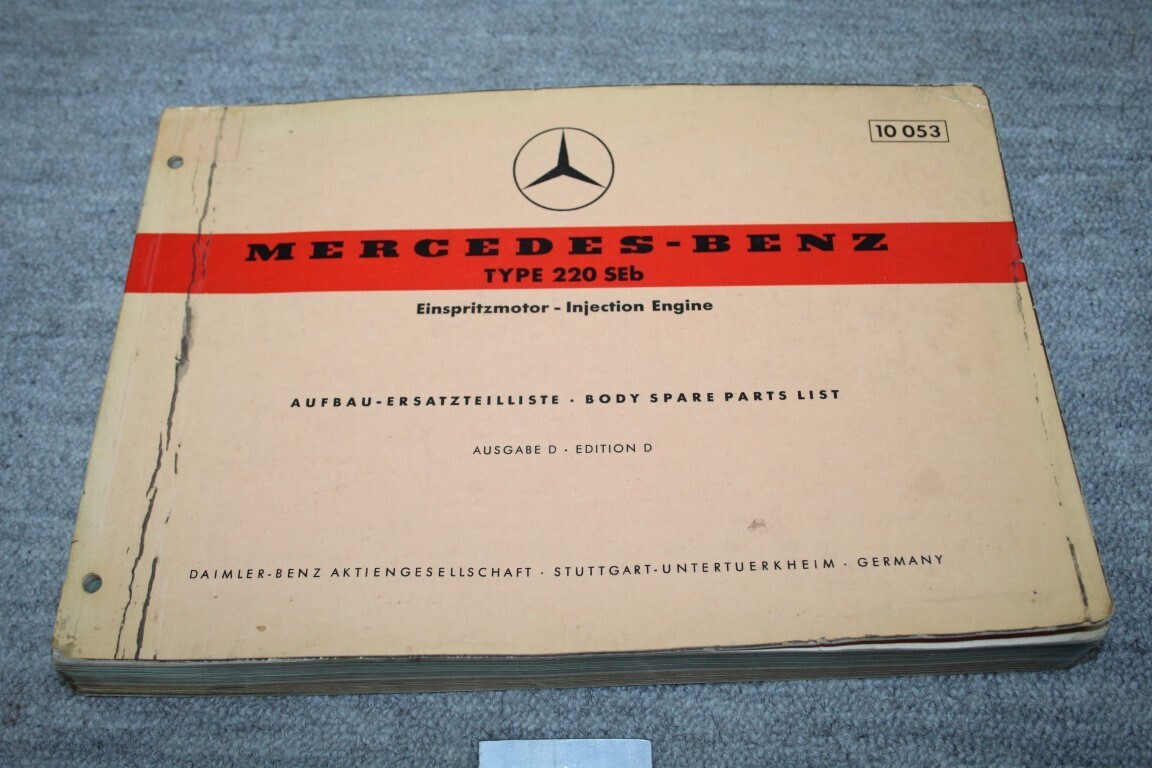 10 053
MERCEDES-BENZ
TYPE 220 SEb
Einspritzmotor - Injection Engine
AUFBAU-ERSATZTEILLISTE · BODY SPARE PARTS LIST
AUSGABE D · EDITION D
DAIMLER-BENZ AKTIENGESELLSCHAFT · STUTTGART-UNTERTUERKHEIM · GERMANY